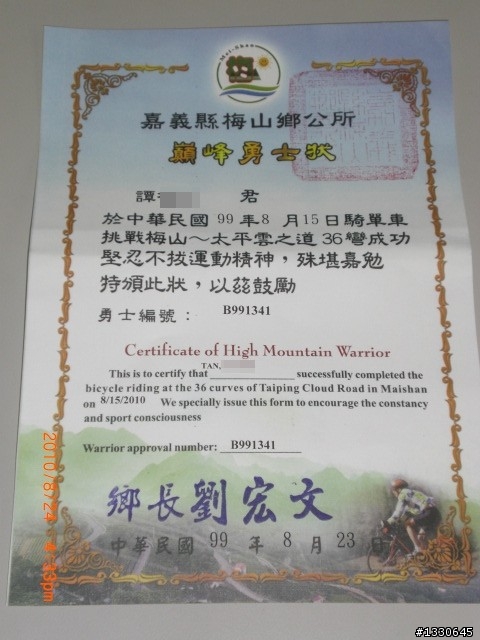 Mei-Shan
嘉義縣梅山鄉公所
巔峰勇士狀
譚 君
於中華民國 99 年 8 月 15 日騎單車
挑戰梅山～太平雲之道36彎成功
堅忍不拔運動精神，殊堪嘉勉
特頒此狀，以茲鼓勵
勇士編號： B991341
Certificate of High Mountain Warrior
TAN,
This is to certify that ____________ successfully completed the
bicycle riding at the 36 curves of Taiping Cloud Road in Maishan
on 8/15/2010 We specially issue this form to encourage the constancy
and sport consciousness
Warrior approval number: B991341
鄉長劉宏文
中華民國 99 年 8 月 23 日
#1330645